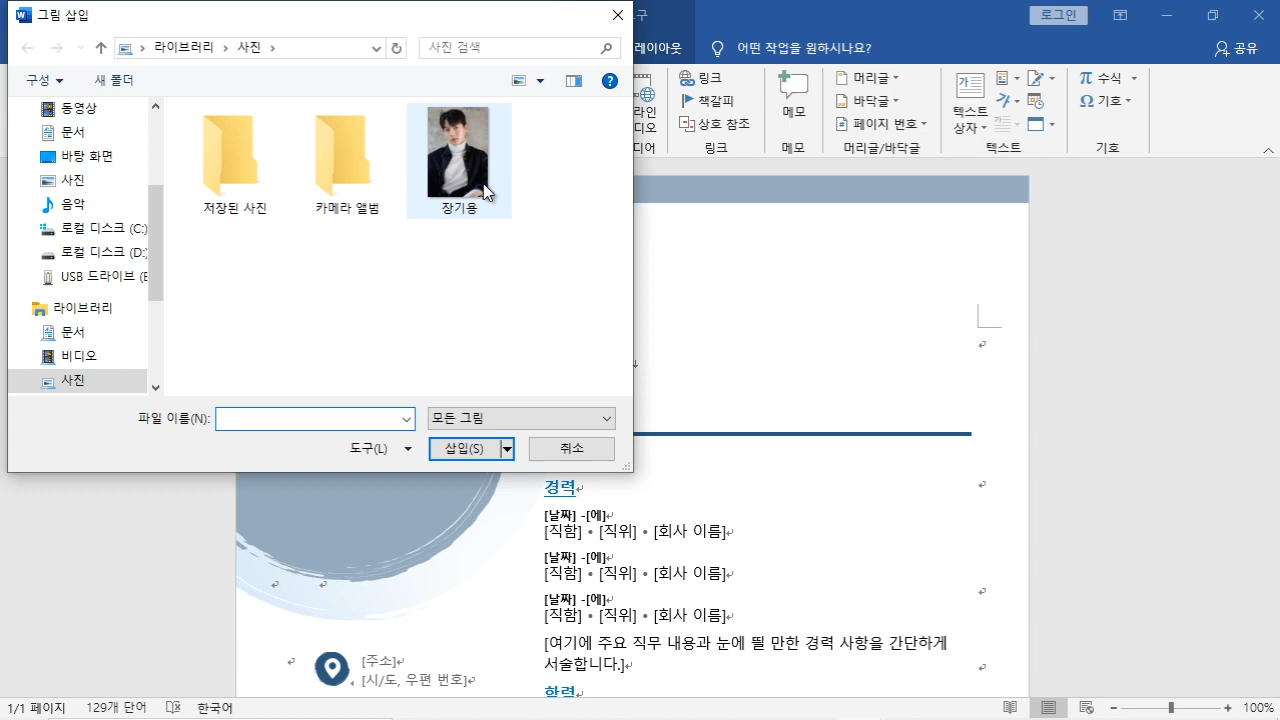 그림 삽입
라이브러리 사진
사진 검색
구성
새 폴더
동영상
문서
바탕 화면
사진
음악
로컬 디스크 (C:)
로컬 디스크 (D:)
USB 드라이브 (E
라이브러리
문서
비디오
사진
저장된 사진
카메라 앨범
장기용
파일 이름(N):
모든 그림
도구(L)
삽입(S)
취소
구
로그인
레이아웃
어떤 작업을 원하시나요?
공유
라인
디오
디어
링크
책갈피
상호 참조
링크
메모
메모
머리글
바닥글
페이지 번호
머리글/바닥글
텍스트
상자
텍스트
π 수식
Ω 기호
기호
경력
[날짜] -[에]
[직함] • [직위] • [회사 이름]
[날짜] -[에]
[직함] • [직위] • [회사 이름]
[날짜] -[에]
[직함] • [직위] • [회사 이름]
[여기에 주요 직무 내용과 눈에 띌 만한 경력 사항을 간단하게
서술합니다.]
학력
[주소]
[시/도, 우편 번호]
1/1 페이지
129개 단어
한국어
100%